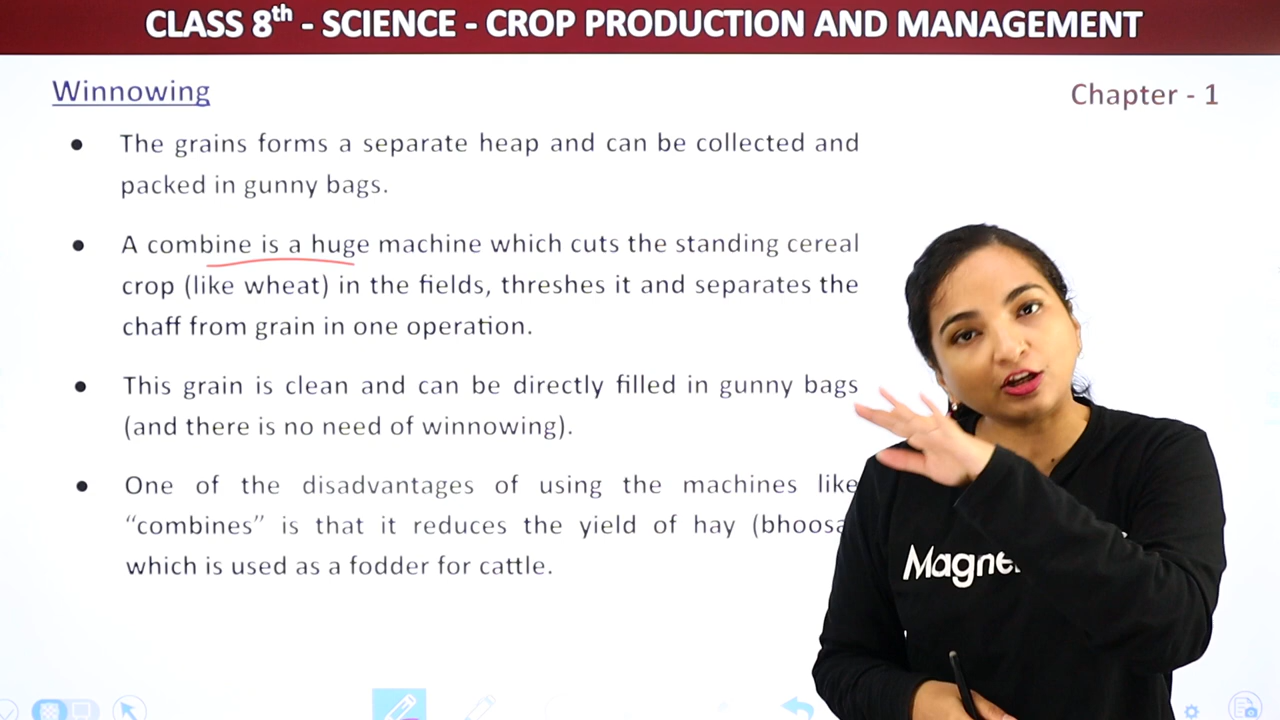 CLASS 8th - SCIENCE - CROP PRODUCTION AND MANAGEMENT
Winnowing
Chapter - 1
The grains forms a separate heap and can be collected and
packed in gunny bags.
A combine is a huge machine which cuts the standing cereal
crop (like wheat) in the fields, threshes it and separates the
chaff from grain in one operation.
This grain is clean and can be directly filled in gunny bags
(and there is no need of winnowing).
One of the disadvantages of using the machines like
“combines” is that it reduces the yield of hay (bhoosa
which is used as a fodder for cattle.